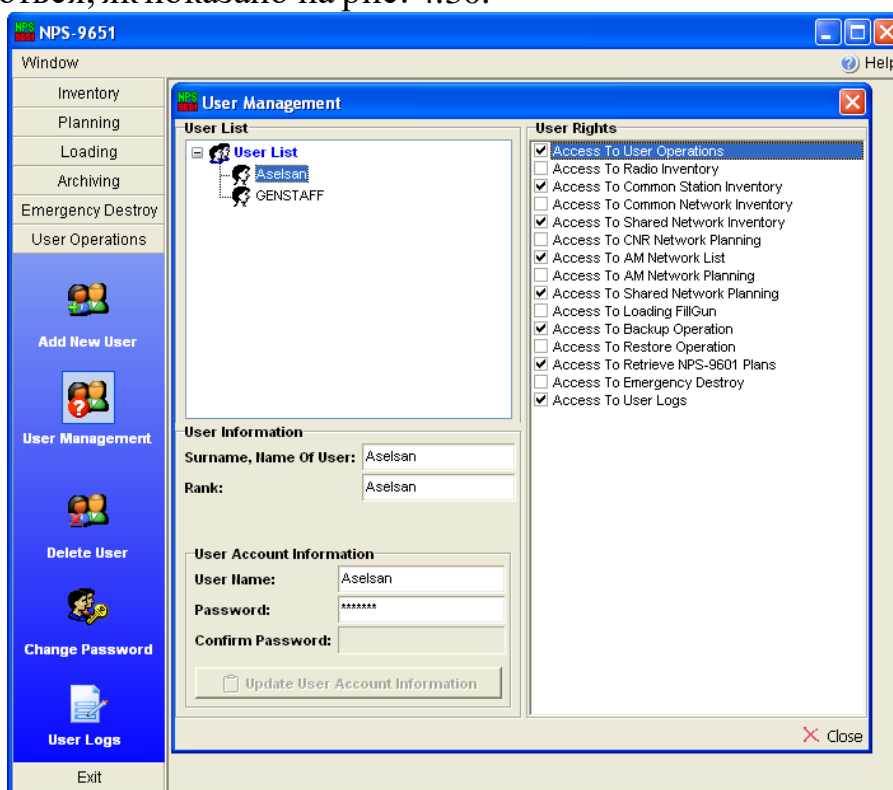 як показано на рис. 4.30.
NPS-9651
Window
Help
Inventory
Planning
Loading
Archiving
Emergency Destroy
User Operations
Add New User
User Management
Delete User
Change Password
User Logs
Exit
User Management
User List
User List
Aselsan
GENSTAFF
User Information
Surname, Name Of User: Aselsan
Rank: Aselsan
User Account Information
User Name: Aselsan
Password: *******
Confirm Password:
Update User Account Information
User Rights
Access To User Operations
Access To Radio Inventory
Access To Common Station Inventory
Access To Common Network Inventory
Access To Shared Network Inventory
Access To CNR Network Planning
Access To AM Network List
Access To AM Network Planning
Access To Shared Network Planning
Access To Loading FillGun
Access To Backup Operation
Access To Restore Operation
Access To Retrieve NPS-9601 Plans
Access To Emergency Destroy
Access To User Logs
Close